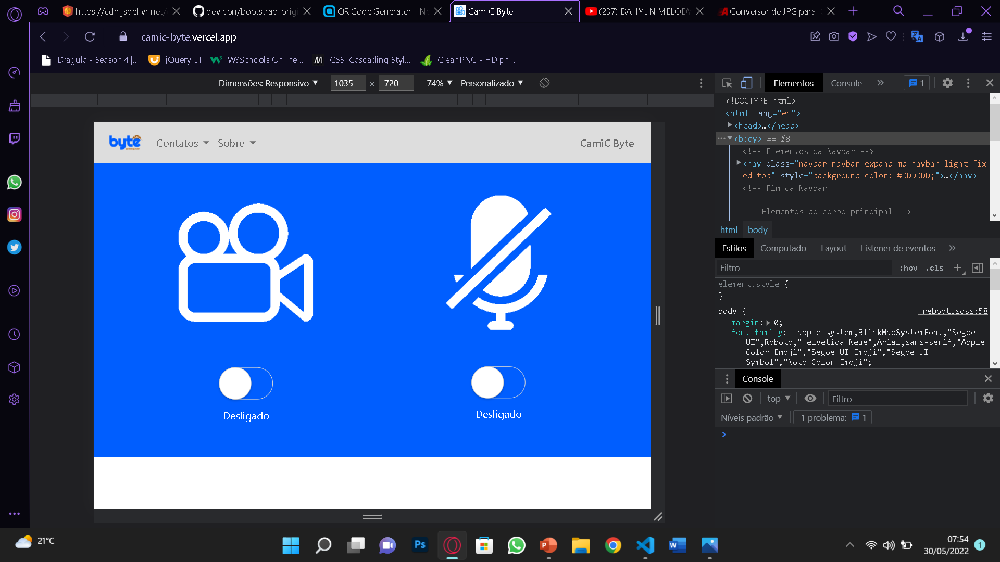 https://cdn.jsdelivr.net/
devicon/bootstrap-orig
QR Code Generator - Ne
CamiC Byte
(237) DAHYUN MELODY
Conversor de JPG para I
camic-byte.vercel.app
Dragula - Season 4 |...
jQuery UI
W3Schools Online...
CSS: Cascading Styl...
CleanPNG - HD pn...
Dimensões: Responsivo
1035
×
720
74%
Personalizado
Elementos
Console
1
<!DOCTYPE html>
<html lang="en">
<head>…</head>
<body> == $0
<!-- Elementos da Navbar -->
<nav class="navbar navbar-expand-md navbar-light fix
ed-top" style="background-color: #DDDDDD;">…</nav>
<!-- Fim da Navbar
Elementos do corpo principal -->
html
body
Estilos
Computado
Layout
Listener de eventos
Filtro
:hov
.cls
element.style {
}
body {
_reboot.scss:58
margin: 0;
font-family: -apple-system,BlinkMacSystemFont,"Segoe
UI",Roboto,"Helvetica Neue",Arial,sans-serif,"Apple
Color Emoji","Segoe UI Emoji","Segoe UI
Symbol","Noto Color Emoji";
Console
top
Filtro
Níveis padrão
1 problema:
1
byte
Contatos
Sobre
CamiC Byte
Desligado
Desligado
21°C
Ps
P
W
07:54
30/05/2022
1